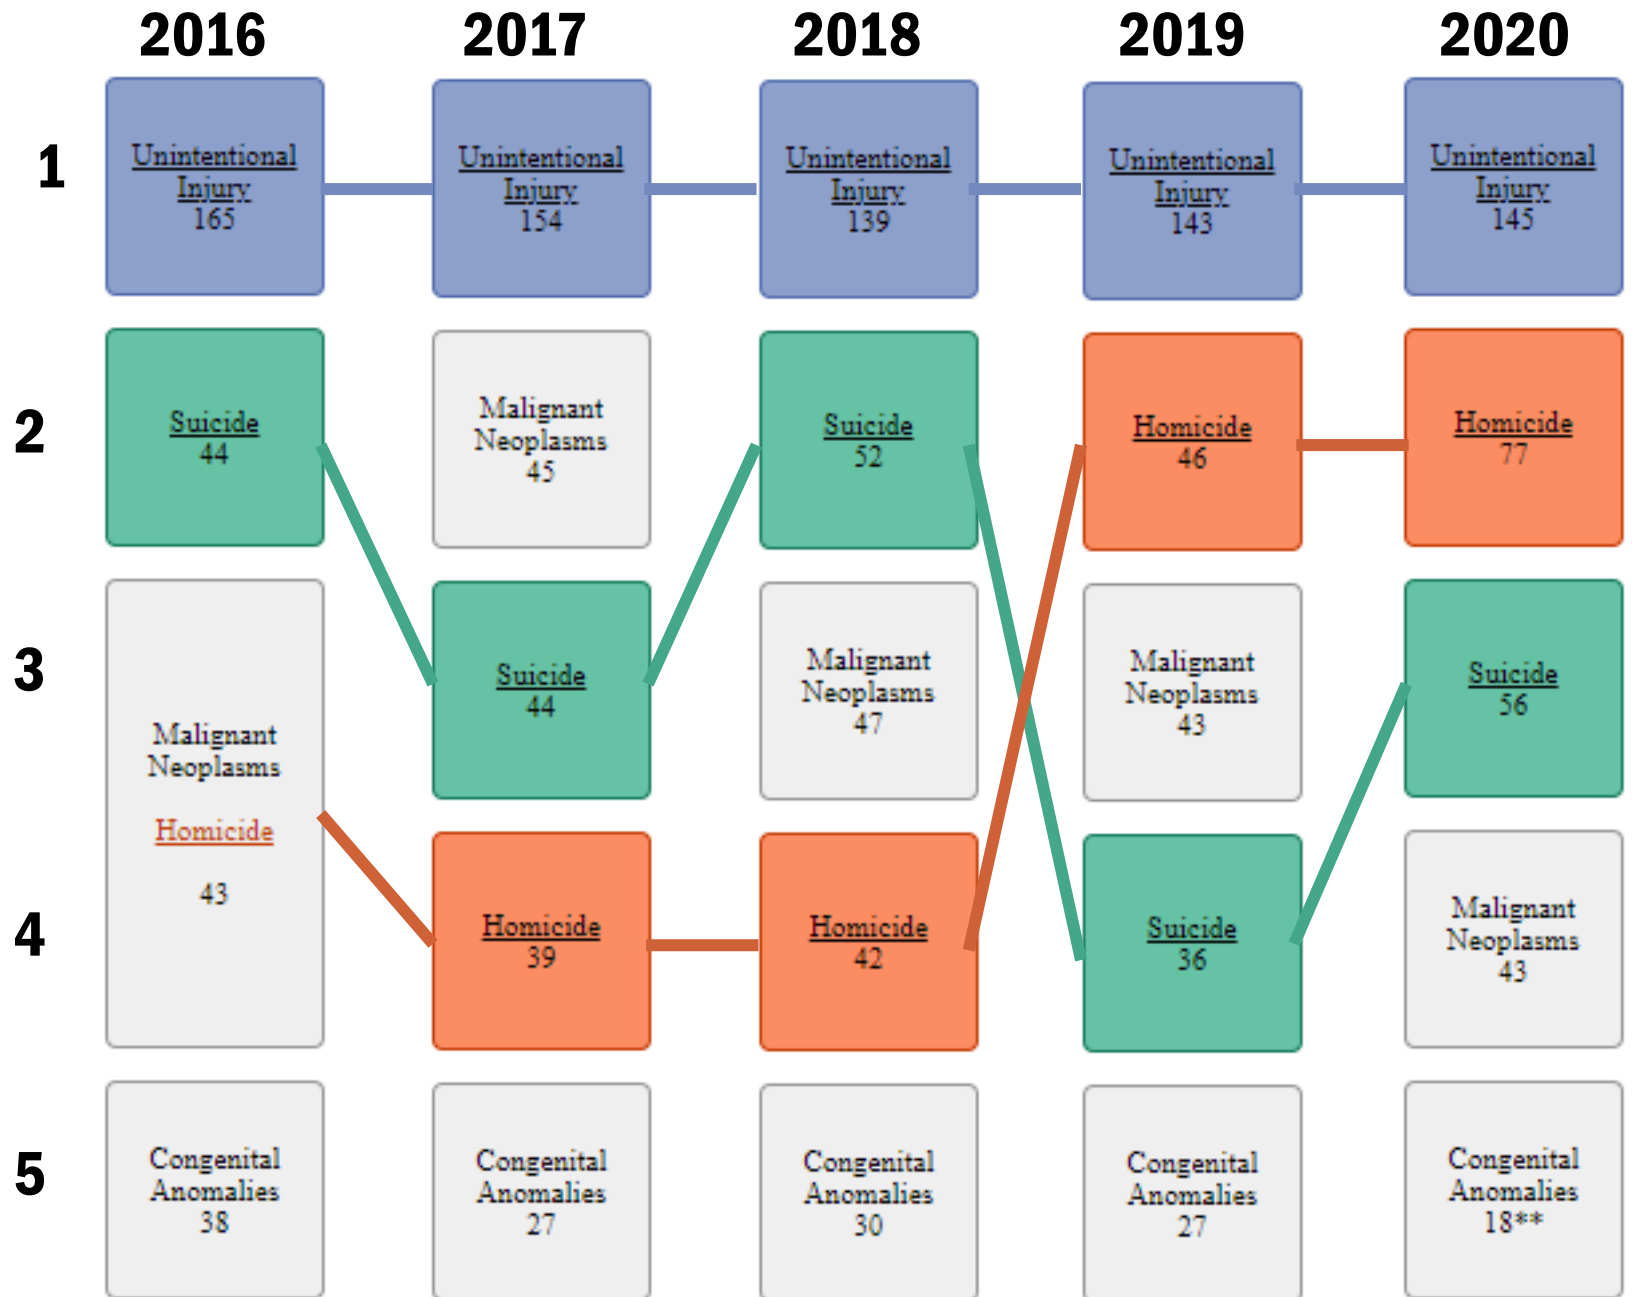 2016 2017 2018 2019 2020
1
Unintentional
Injury
165
Unintentional
Injury
154
Unintentional
Injury
139
Unintentional
Injury
143
Unintentional
Injury
145
2
Suicide
44
Malignant
Neoplasms
45
Suicide
52
Homicide
46
Homicide
77
3
4
Malignant
Neoplasms
Homicide
43
Suicide
44
Malignant
Neoplasms
47
Malignant
Neoplasms
43
Suicide
56
Homicide
39
Homicide
42
Suicide
36
Malignant
Neoplasms
43
5
Congenital
Anomalies
38
Congenital
Anomalies
27
Congenital
Anomalies
30
Congenital
Anomalies
27
Congenital
Anomalies
18**